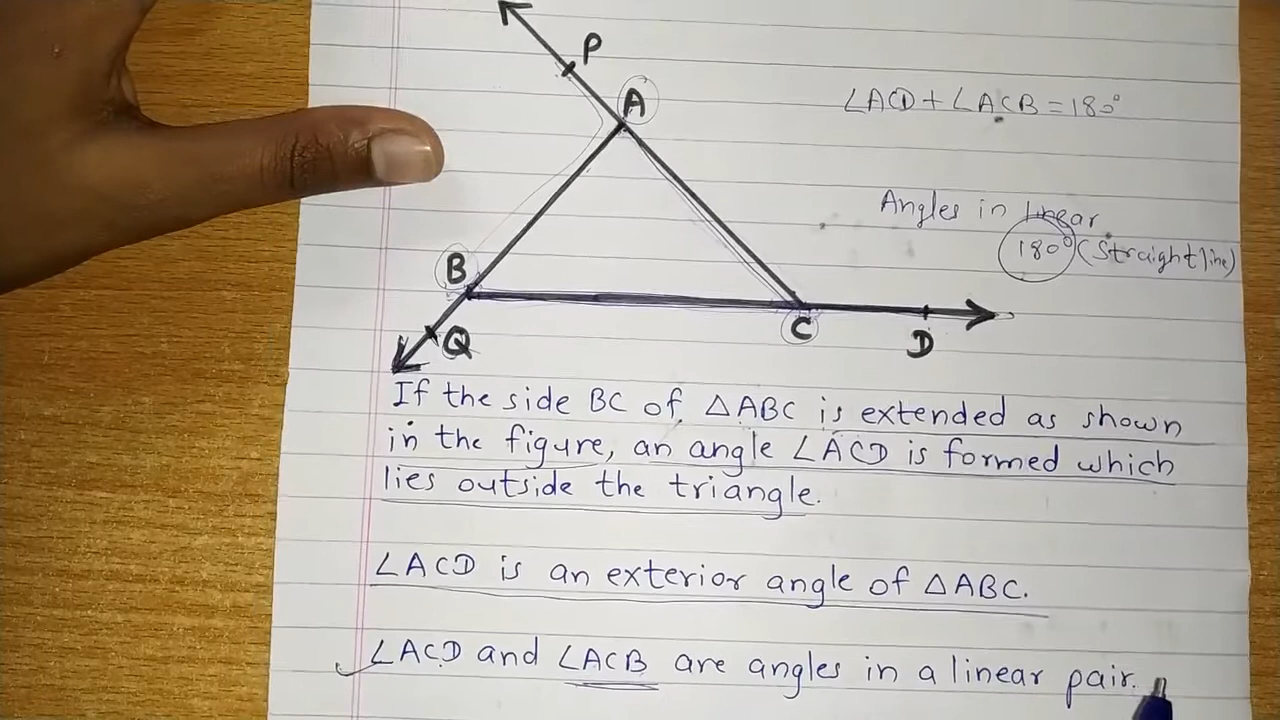 P
A
∠ACD + ∠ACB = 180°
Angles in linear
180° (straight line)
B
Q
C
D
If the side BC of △ABC is extended as shown
in the figure, an angle ∠ACD is formed which
lies outside the triangle.
∠ACD is an exterior angle of △ABC.
∠ACD and ∠ACB are angles in a linear pair.